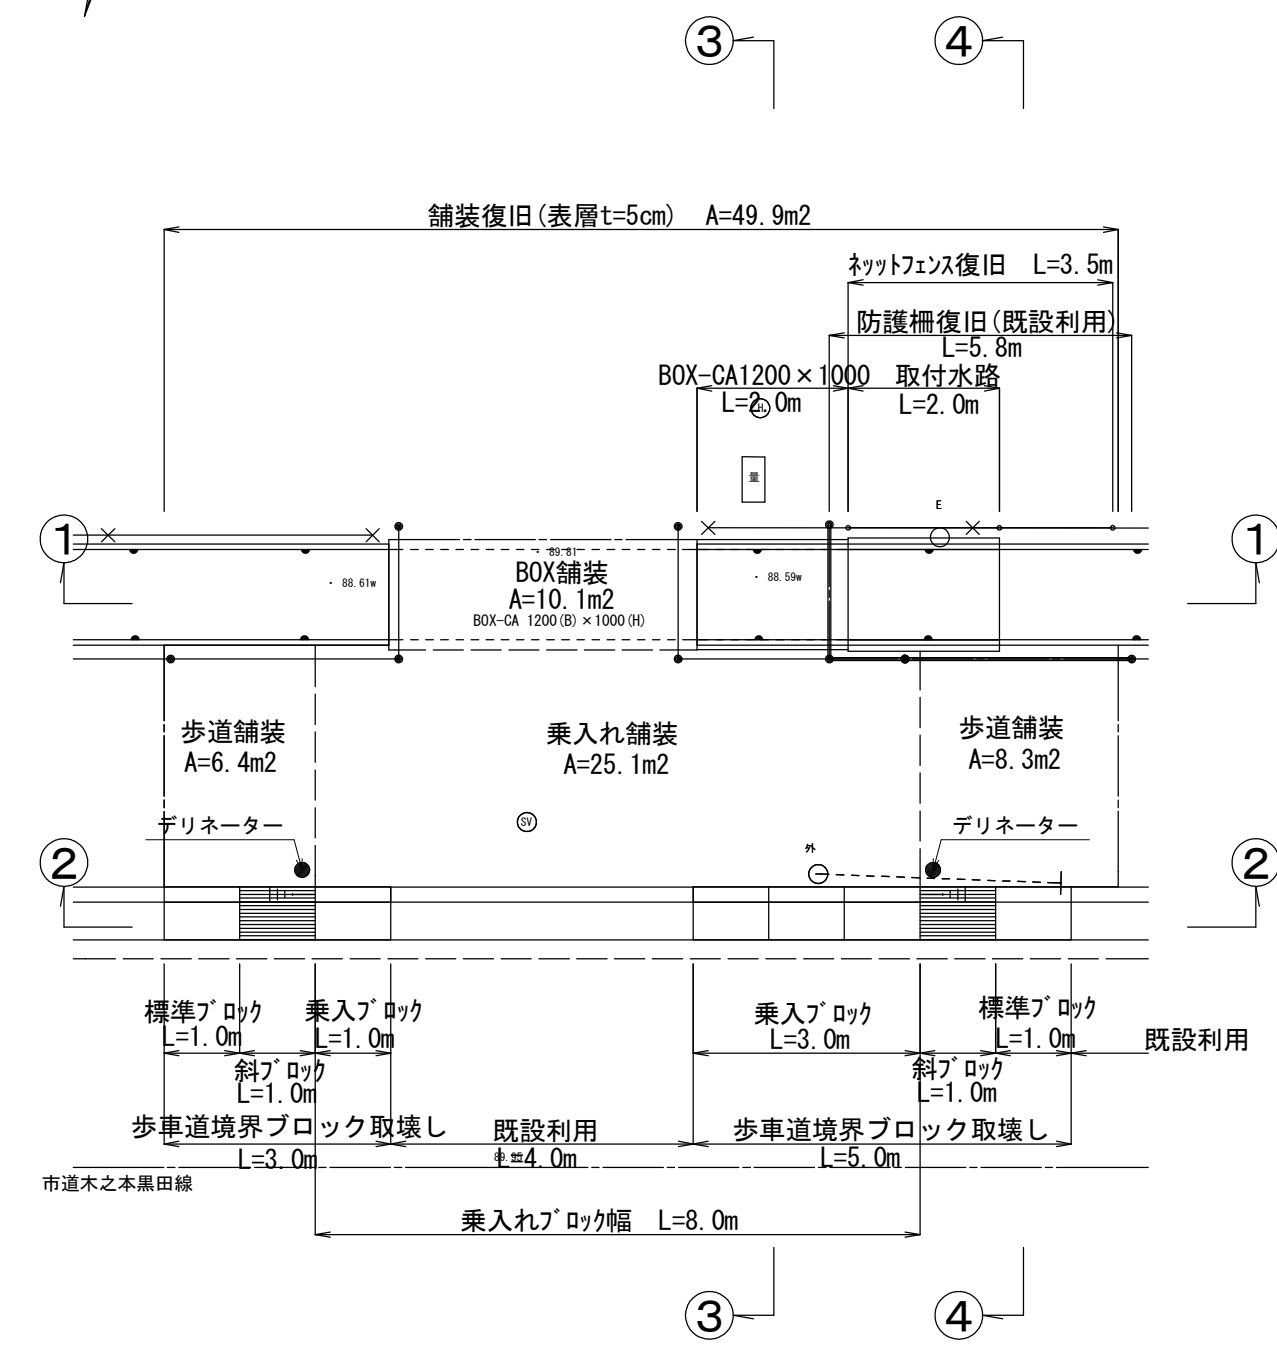 ③
④
舗装復旧(表層t=5cm) A=49.9m2
ネットフェンス復旧 L=3.5m
防護柵復旧(既設利用)
L=5.8m
BOX-CA1200×1000
L=2.0m
取付水路
L=2.0m
H
量
E
①
①
・ 89.81
・ 88.61w
BOX舗装
A=10.1m2
BOX-CA 1200(B)×1000(H)
・ 88.59w
歩道舗装
A=6.4m2
乗入れ舗装
A=25.1m2
歩道舗装
A=8.3m2
デリネーター
SV
外
デリネーター
②
②
標準ブロック
L=1.0m
乗入ブロック
L=1.0m
斜ブロック
L=1.0m
乗入ブロック
L=3.0m
標準ブロック
L=1.0m
斜ブロック
L=1.0m
既設利用
歩車道境界ブロック取壊し
L=3.0m
既設利用
L=4.0m
89.95
歩車道境界ブロック取壊し
L=5.0m
市道木之本黒田線
乗入れブロック幅 L=8.0m
③
④